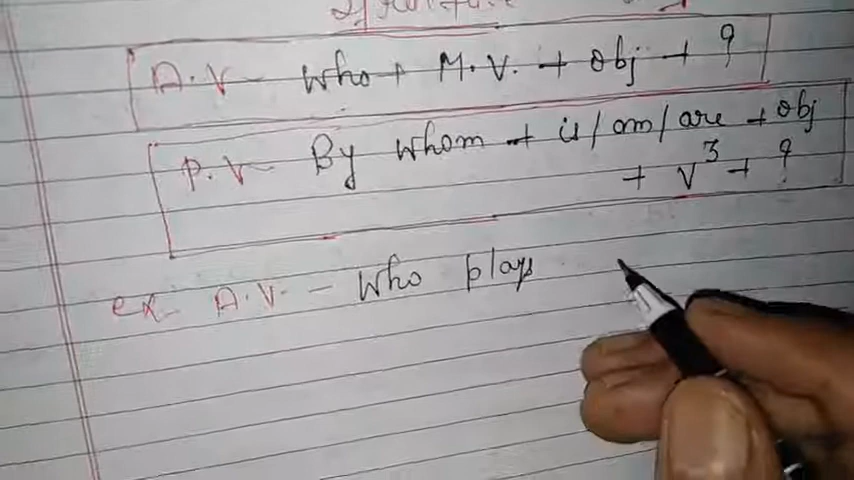 A.V - Who + M.V. + obj + ?
P.V - By whom + is/am/are + obj
+ V3 + ?
ex - A.V. - Who plays